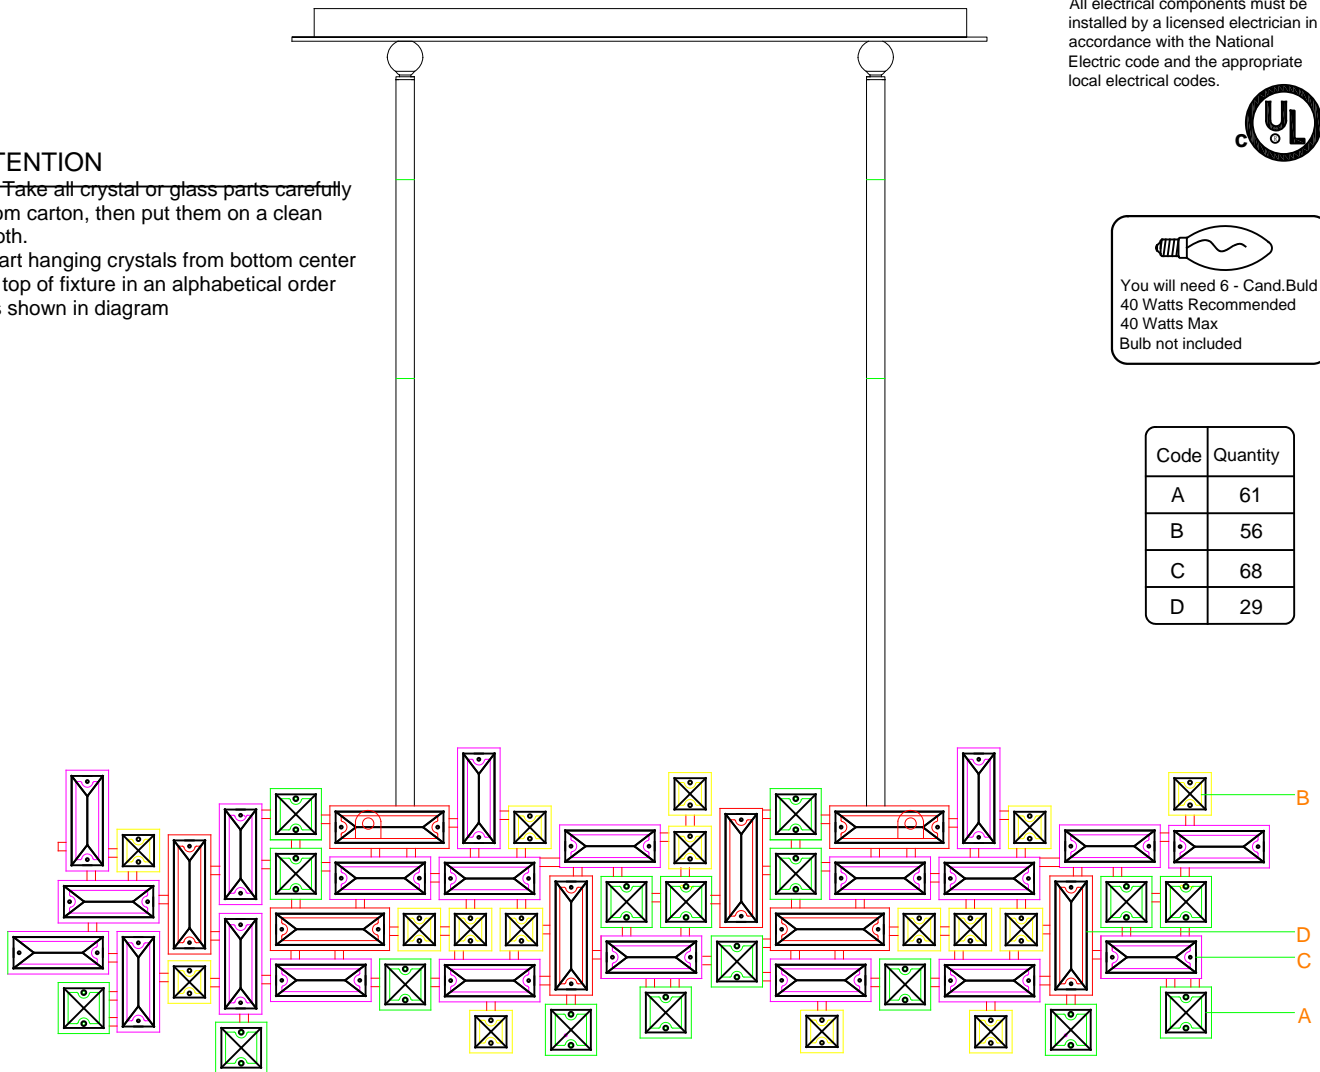 All electrical components must be
installed by a licensed electrician in
accordance with the National
Electric code and the appropriate
local electrical codes.
C UL ®
TENTION
Take all crystal or glass parts carefully
om carton, then put them on a clean
oth.
art hanging crystals from bottom center
top of fixture in an alphabetical order
s shown in diagram
You will need 6 - Cand.Buld
40 Watts Recommended
40 Watts Max
Bulb not included
Code Quantity
A 61
B 56
C 68
D 29
B
D
C
A